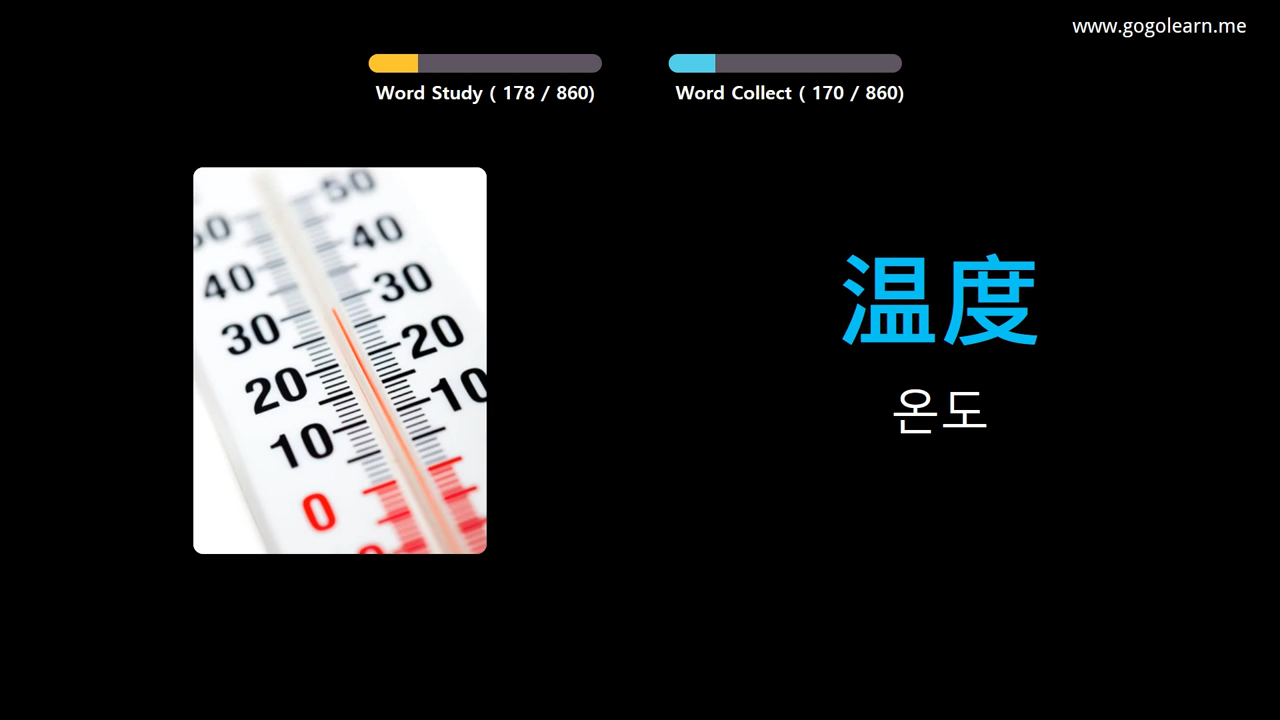 www.gogolearn.me
Word Study ( 178 / 860)
Word Collect ( 170 / 860)
50
50
40
40
30
30
20
20
10
10
0
温度
온도